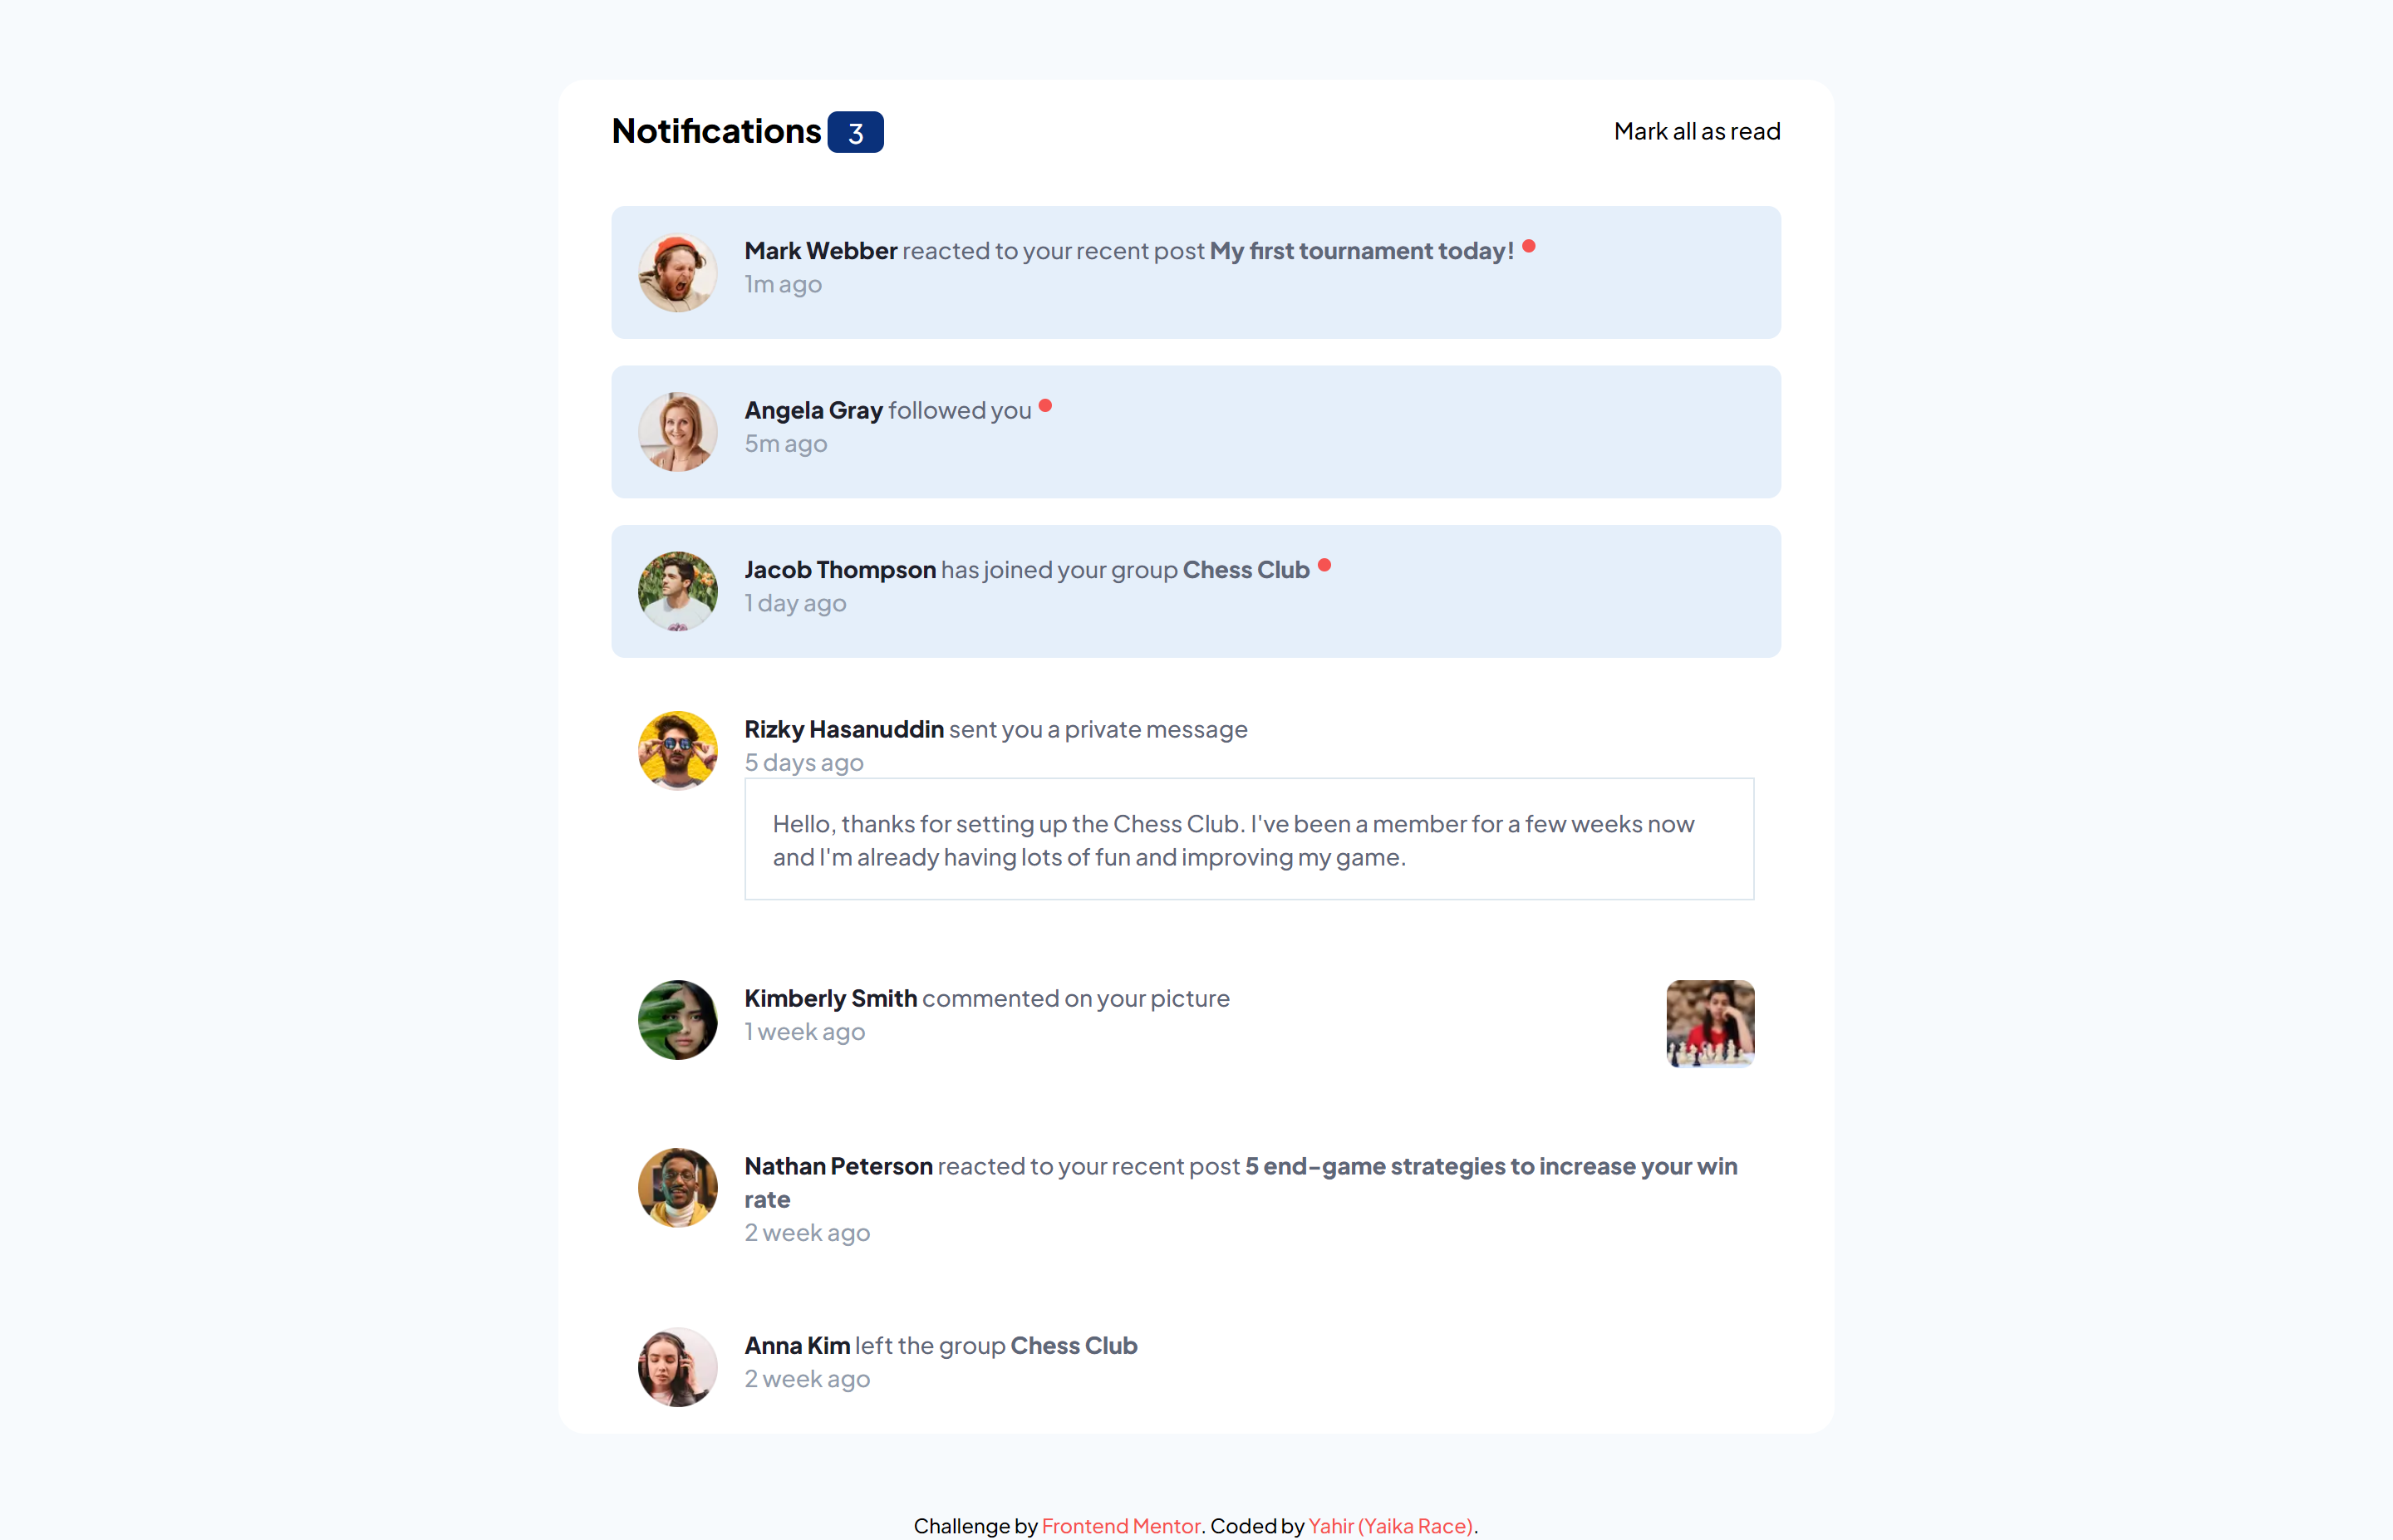 Notifications 3
Mark all as read
Mark Webber reacted to your recent post My first tournament today!
1m ago
Angela Gray followed you
5m ago
Jacob Thompson has joined your group Chess Club
1 day ago
Rizky Hasanuddin sent you a private message
5 days ago
Hello, thanks for setting up the Chess Club. I've been a member for a few weeks now
and I'm already having lots of fun and improving my game.
Kimberly Smith commented on your picture
1 week ago
Nathan Peterson reacted to your recent post 5 end-game strategies to increase your win
rate
2 week ago
Anna Kim left the group Chess Club
2 week ago
Challenge by Frontend Mentor. Coded by Yahir (Yaika Race).